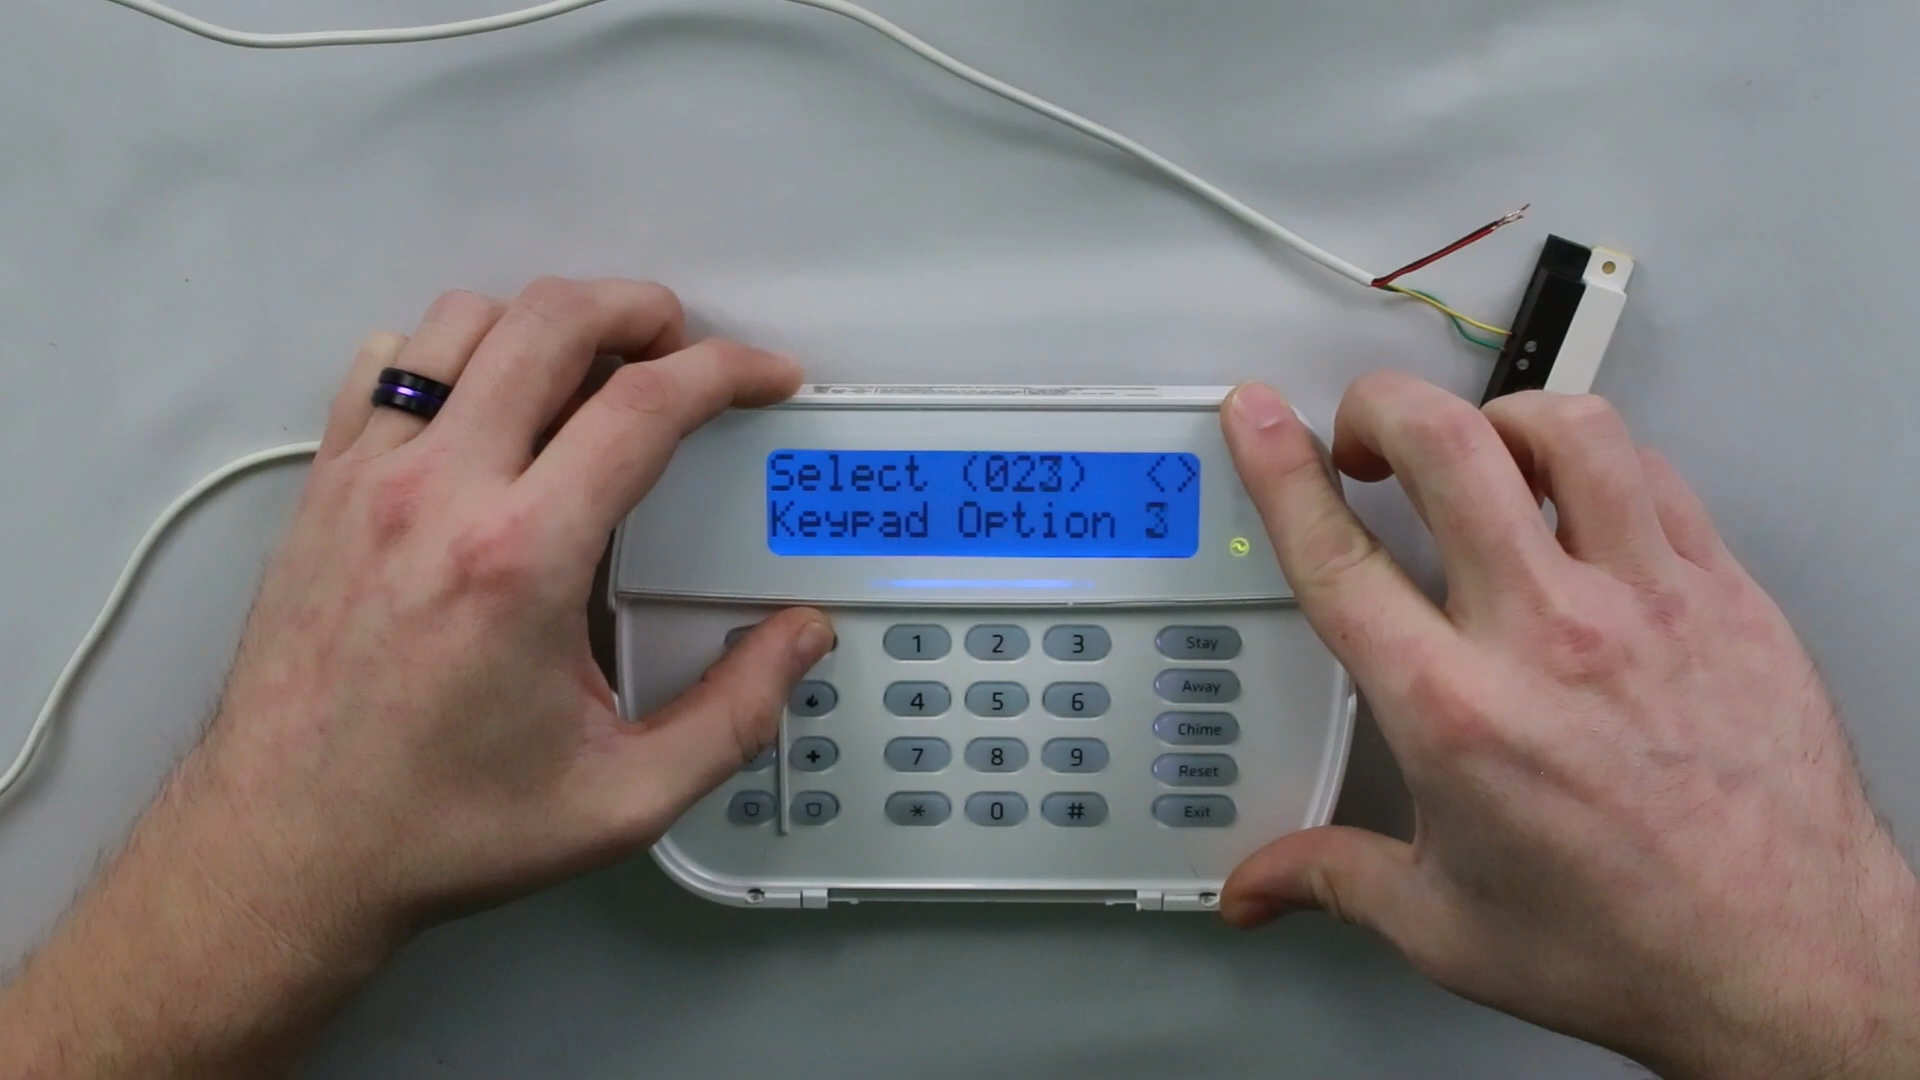 Select (023) <>
Keypad Option 3
1 2 3 Stay
4 5 6 Away
7 8 9 Chime
Reset
* 0 # Exit